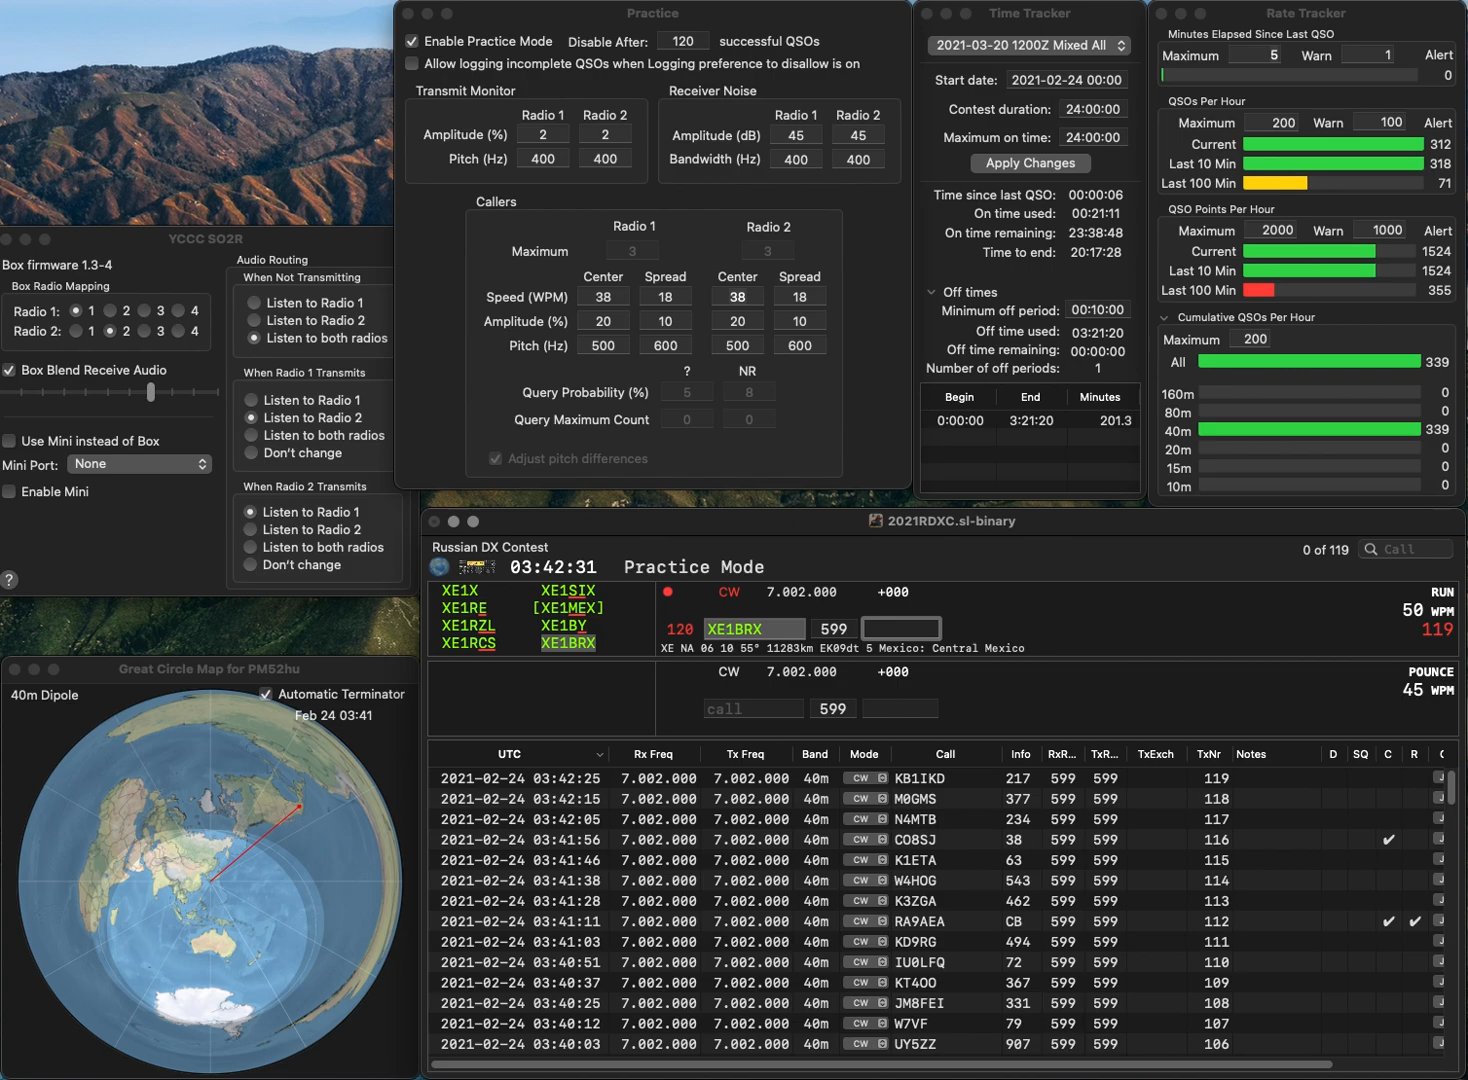 Practice
Enable Practice Mode Disable After: 120 successful QSOs
Allow logging incomplete QSOs when Logging preference to disallow is on
Transmit Monitor
Radio 1 Radio 2
Amplitude (%) 2 2
Pitch (Hz) 400 400
Receiver Noise
Radio 1 Radio 2
Amplitude (dB) 45 45
Bandwidth (Hz) 400 400
Callers
Radio 1 Radio 2
Maximum 3 3
Center Spread Center Spread
Speed (WPM) 38 18 38 18
Amplitude (%) 20 10 20 10
Pitch (Hz) 500 600 500 600
? NR
Query Probability (%) 5 8
Query Maximum Count 0 0
Adjust pitch differences
Time Tracker
2021-03-20 1200Z Mixed All
Start date: 2021-02-24 00:00
Contest duration: 24:00:00
Maximum on time: 24:00:00
Apply Changes
Time since last QSO: 00:00:06
On time used: 00:21:11
On time remaining: 23:38:48
Time to end: 20:17:28
Off times
Minimum off period: 00:10:00
Off time used: 03:21:20
Off time remaining: 00:00:00
Number of off periods: 1
Begin End Minutes
0:00:00 3:21:20 201.3
Rate Tracker
Minutes Elapsed Since Last QSO
Maximum 5 Warn 1 Alert
0
QSOs Per Hour
Maximum 200 Warn 100 Alert
Current 312
Last 10 Min 318
Last 100 Min 71
QSO Points Per Hour
Maximum 2000 Warn 1000 Alert
Current 1524
Last 10 Min 1524
Last 100 Min 355
Cumulative QSOs Per Hour
Maximum 200
All 339
160m 0
80m 0
40m 339
20m 0
15m 0
10m 0
YCCC SO2R
Box firmware 1.3-4
Box Radio Mapping
Radio 1: 1 2 3 4
Radio 2: 1 2 3 4
Box Blend Receive Audio
Use Mini instead of Box
Mini Port: None
Enable Mini
?
Audio Routing
When Not Transmitting
Listen to Radio 1
Listen to Radio 2
Listen to both radios
When Radio 1 Transmits
Listen to Radio 1
Listen to Radio 2
Listen to both radios
Don't change
When Radio 2 Transmits
Listen to Radio 1
Listen to Radio 2
Listen to both radios
Don't change
Great Circle Map for PM52hu
40m Dipole Automatic Terminator
Feb 24 03:41
2021RDXC.sl-binary
Russian DX Contest 0 of 119 Call
03:42:31 Practice Mode
XE1X XE1SIX
XE1RE [XE1MEX]
XE1RZL XE1BY
XE1RCS XE1BRX
CW 7.002.000 +000 RUN
50 WPM
120 XE1BRX 599 119
XE NA 06 10 55° 11283km EK09dt 5 Mexico: Central Mexico
CW 7.002.000 +000 POUNCE
45 WPM
call 599
UTC Rx Freq Tx Freq Band Mode Call Info RxR... TxR... TxExch TxNr Notes D SQ C R
2021-02-24 03:42:25 7.002.000 7.002.000 40m CW KB1IKD 217 599 599 119
2021-02-24 03:42:15 7.002.000 7.002.000 40m CW M0GMS 377 599 599 118
2021-02-24 03:42:05 7.002.000 7.002.000 40m CW N4MTB 234 599 599 117
2021-02-24 03:41:56 7.002.000 7.002.000 40m CW CO8SJ 38 599 599 116 ✔
2021-02-24 03:41:46 7.002.000 7.002.000 40m CW K1ETA 63 599 599 115
2021-02-24 03:41:38 7.002.000 7.002.000 40m CW W4HOG 543 599 599 114
2021-02-24 03:41:28 7.002.000 7.002.000 40m CW K3ZGA 462 599 599 113
2021-02-24 03:41:11 7.002.000 7.002.000 40m CW RA9AEA CB 599 599 112 ✔ ✔
2021-02-24 03:41:03 7.002.000 7.002.000 40m CW KD9RG 494 599 599 111
2021-02-24 03:40:51 7.002.000 7.002.000 40m CW IU0LFQ 72 599 599 110
2021-02-24 03:40:37 7.002.000 7.002.000 40m CW KT4OO 367 599 599 109
2021-02-24 03:40:25 7.002.000 7.002.000 40m CW JM8FEI 331 599 599 108
2021-02-24 03:40:12 7.002.000 7.002.000 40m CW W7VF 79 599 599 107
2021-02-24 03:40:03 7.002.000 7.002.000 40m CW UY5ZZ 907 599 599 106